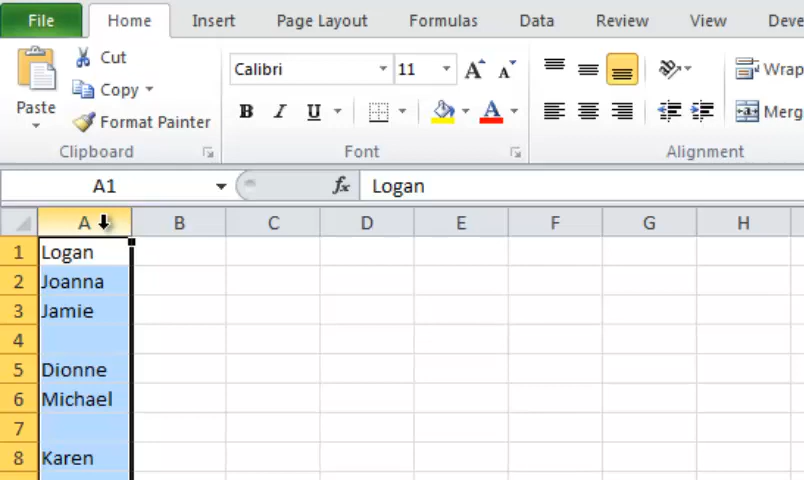 File Home Insert Page Layout Formulas Data Review View Deve
Cut
Calibri 11 A A Wrap
Copy
Paste
Format Painter
B I U A Merg
Clipboard Font Alignment
A1 fx Logan
A B C D E F G H
1 Logan
2 Joanna
3 Jamie
4
5 Dionne
6 Michael
7
8 Karen